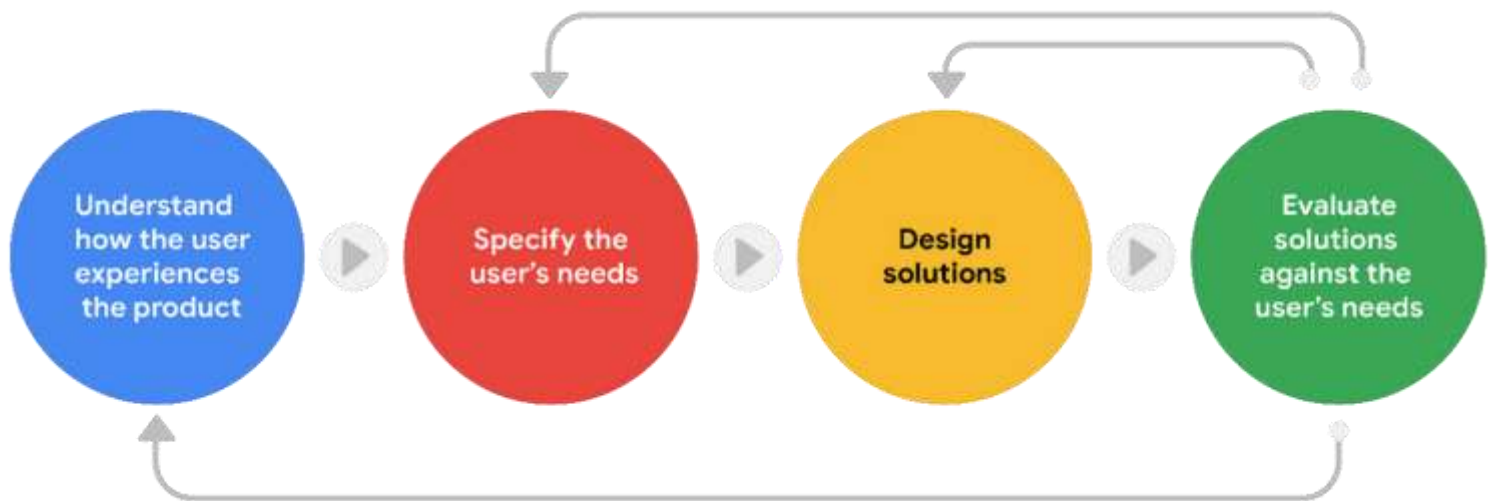 Understand
how the user
experiences
the product
Specify the
user's needs
Design
solutions
Evaluate
solutions
against the
user's needs